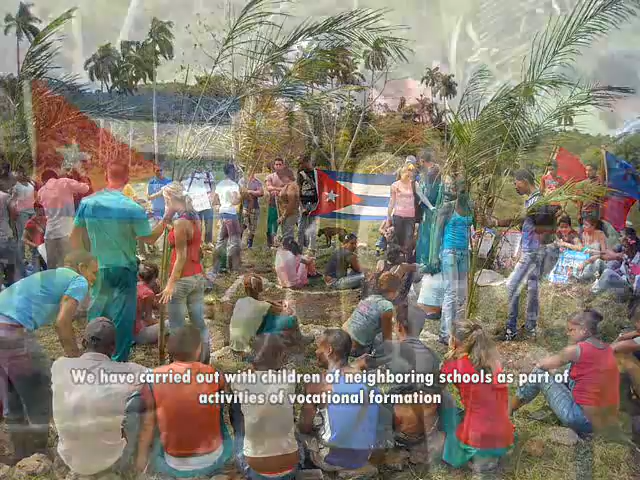 We have carried out with children of neighboring schools as part of
activities of vocational formation